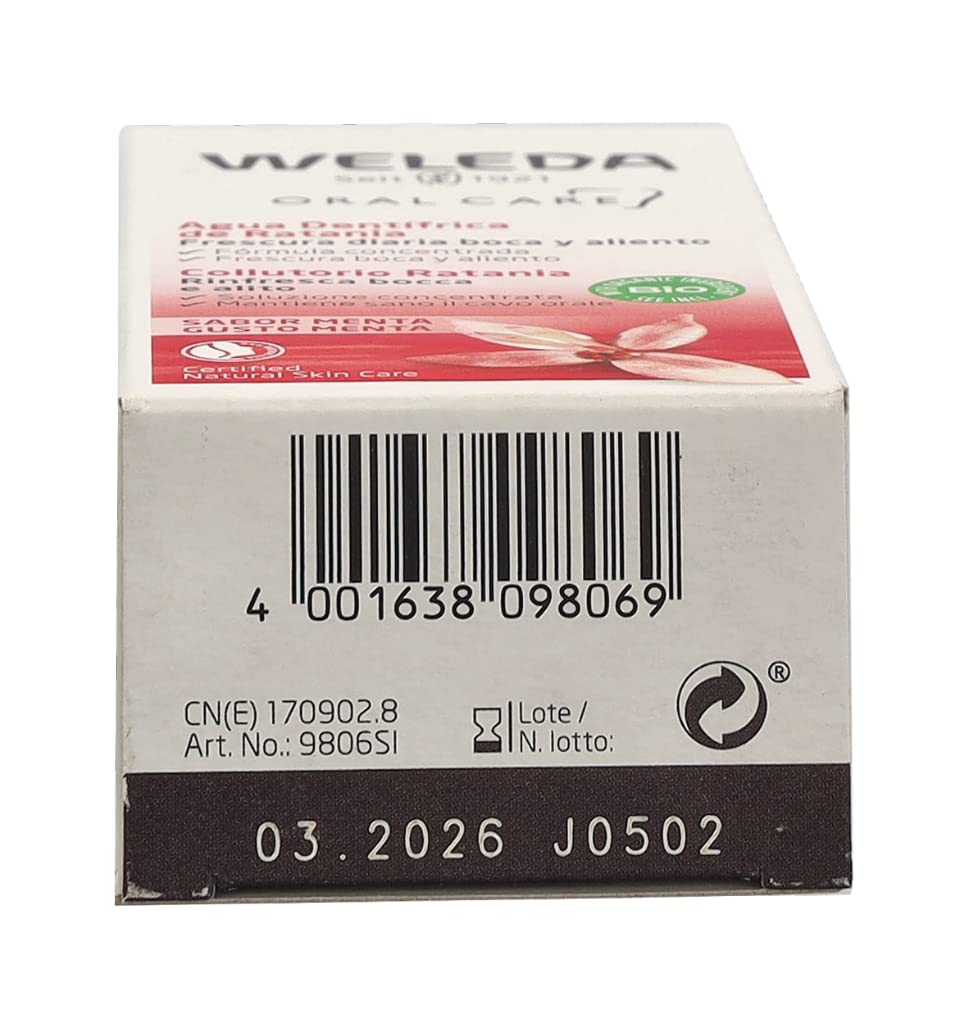 WELEDA
Seit 1921
ORAL CARE
Agua Dentífrica
de Ratania
Frescura diaria boca y aliento
Fórmula concentrada
Frescura boca y aliento
Collutorio Ratania
Rinfresca bocca
e alito
Soluzione concentrata
Mantiene sano il cavo orale
BIO
SABOR MENTA
GUSTO MENTA
Certified
Natural Skin Care
4 001638 098069
®
CN(E) 170902.8
Art. No.: 9806SI
Lote /
N. lotto:
03.2026 J0502